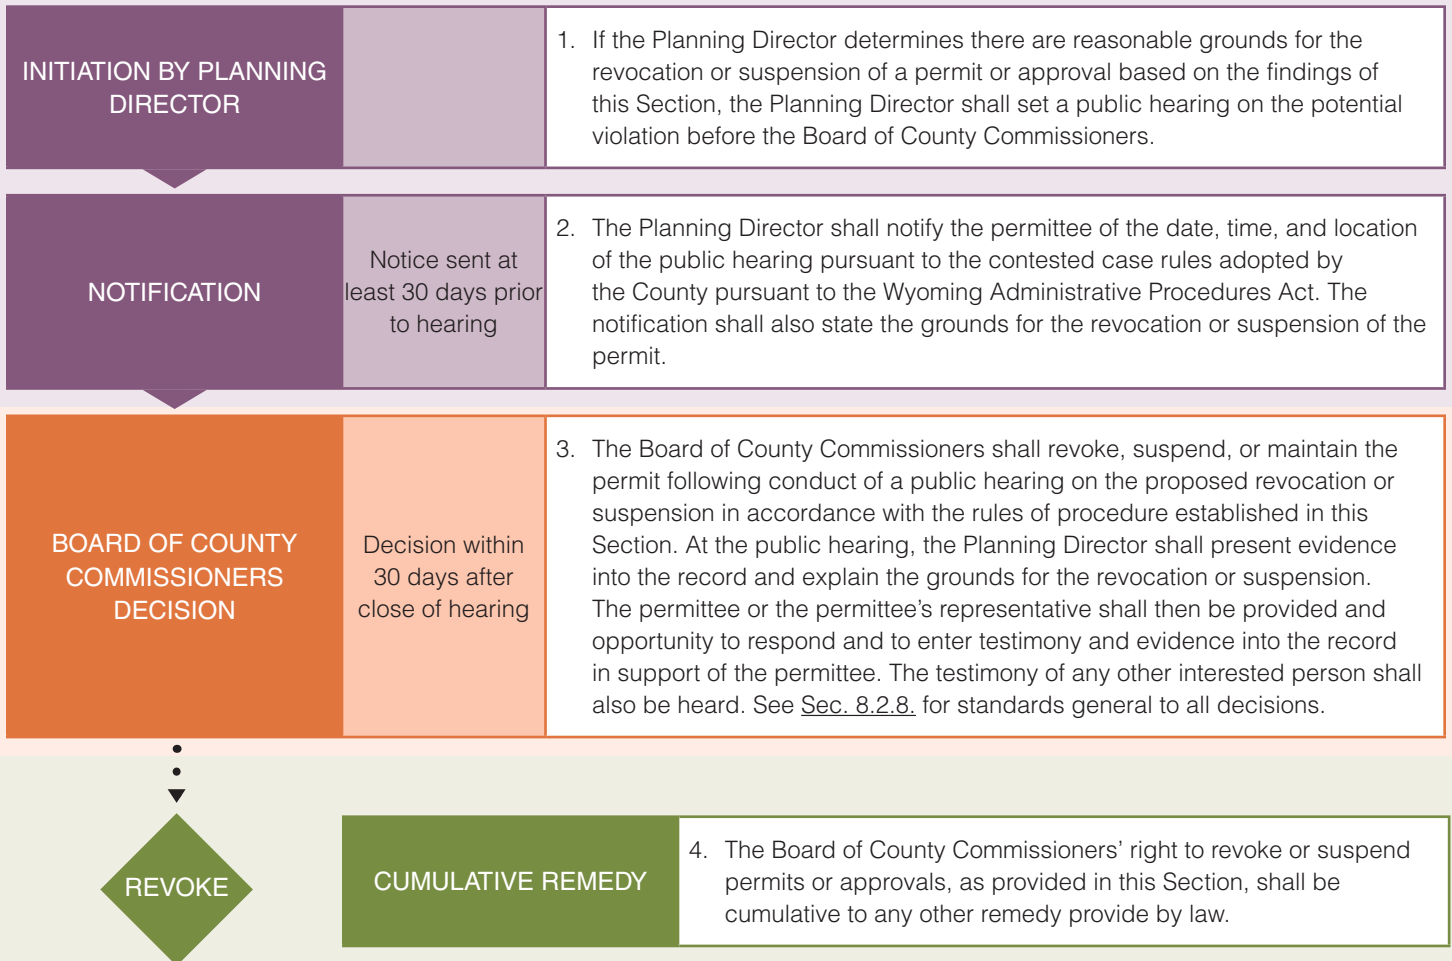 INITIATION BY PLANNING
DIRECTOR
1. If the Planning Director determines there are reasonable grounds for the
revocation or suspension of a permit or approval based on the findings of
this Section, the Planning Director shall set a public hearing on the potential
violation before the Board of County Commissioners.
NOTIFICATION
Notice sent at
least 30 days prior
to hearing
2. The Planning Director shall notify the permittee of the date, time, and location
of the public hearing pursuant to the contested case rules adopted by
the County pursuant to the Wyoming Administrative Procedures Act. The
notification shall also state the grounds for the revocation or suspension of the
permit.
BOARD OF COUNTY
COMMISSIONERS
DECISION
Decision within
30 days after
close of hearing
3. The Board of County Commissioners shall revoke, suspend, or maintain the
permit following conduct of a public hearing on the proposed revocation or
suspension in accordance with the rules of procedure established in this
Section. At the public hearing, the Planning Director shall present evidence
into the record and explain the grounds for the revocation or suspension.
The permittee or the permittee's representative shall then be provided and
opportunity to respond and to enter testimony and evidence into the record
in support of the permittee. The testimony of any other interested person shall
also be heard. See Sec. 8.2.8. for standards general to all decisions.
REVOKE
CUMULATIVE REMEDY
4. The Board of County Commissioners' right to revoke or suspend
permits or approvals, as provided in this Section, shall be
cumulative to any other remedy provide by law.